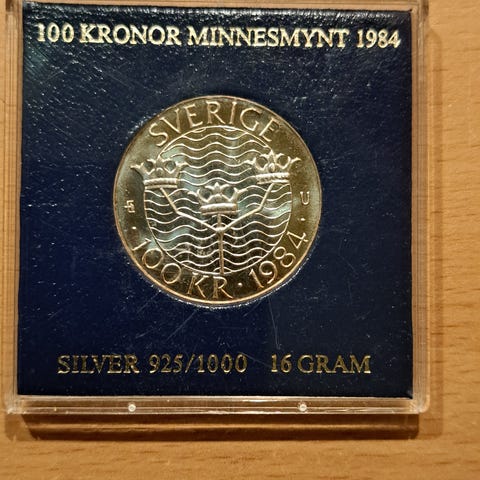 100 KRONOR MINNESMYNT 1984
SVERIGE
U
·100 KR·1984·
SILVER 925/1000 16 GRAM